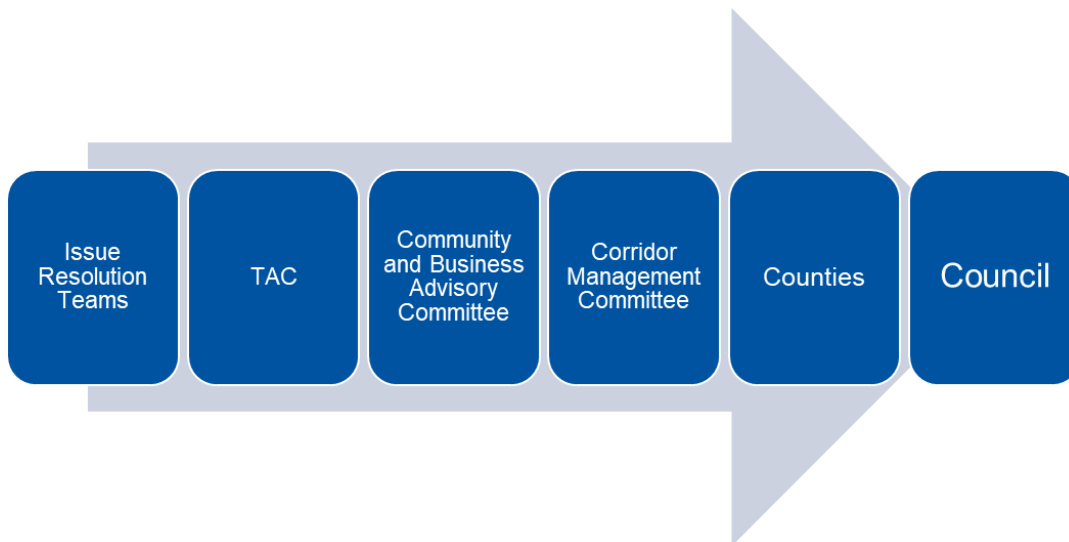 Issue
Resolution
Teams
TAC
Community
and Business
Advisory
Committee
Corridor
Management
Committee
Counties
Council